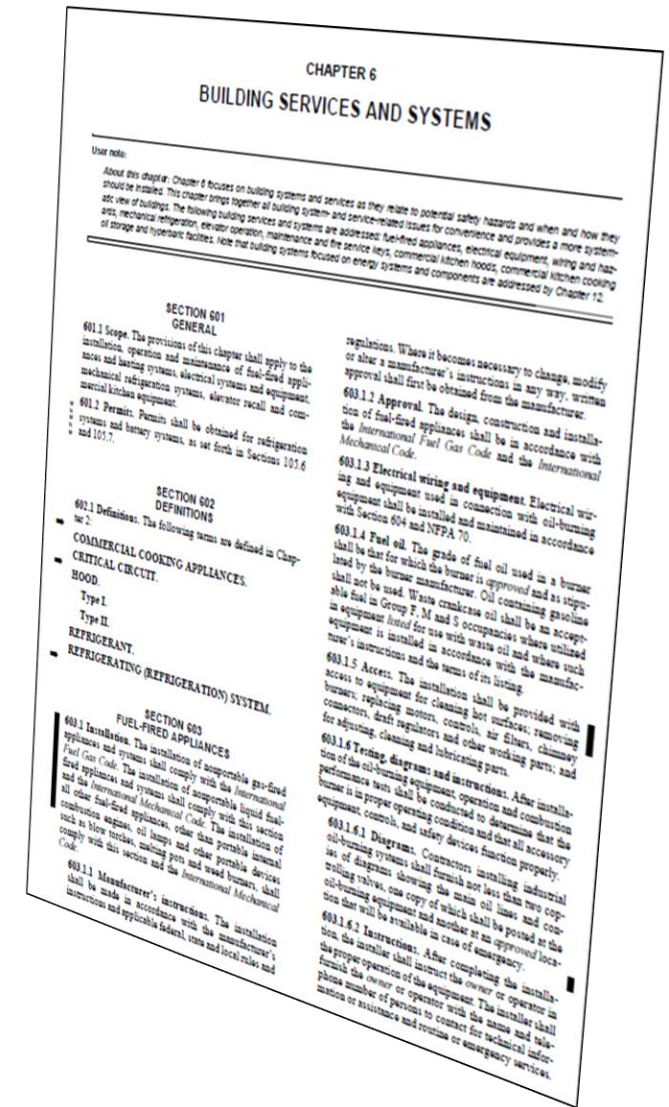 CHAPTER 6
BUILDING SERVICES AND SYSTEMS
User note:
About this chapter: Chapter 6 focuses on building systems and services as they relate to potential safety hazards and when and how they
should be installed. This chapter brings together all building system- and service-related issues for convenience and provides a more system-
atic view of buildings. The following building services and systems are addressed: fuel-fired appliances, electrical equipment, wiring and haz-
ards, mechanical refrigeration, elevator operation, maintenance and fire service keys, commercial kitchen hoods, commercial kitchen cooking
oil storage and hyperbaric facilities. Note that building systems focused on energy systems and components are addressed by Chapter 12.
SECTION 601
GENERAL
601.1 Scope. The provisions of this chapter shall apply to the
installation, operation and maintenance of fuel-fired appli-
ances and heating systems, electrical systems and equipment,
mechanical refrigeration systems, elevator recall and com-
mercial kitchen equipment.
601.2 Permits. Permits shall be obtained for refrigeration
systems and battery systems, as set forth in Sections 105.6
and 105.7.
SECTION 602
DEFINITIONS
602.1 Definitions. The following terms are defined in Chap-
ter 2:
COMMERCIAL COOKING APPLIANCES.
CRITICAL CIRCUIT.
HOOD.
Type I.
Type II.
REFRIGERANT.
REFRIGERATING (REFRIGERATION) SYSTEM.
SECTION 603
FUEL-FIRED APPLIANCES
603.1 Installation. The installation of nonportable gas-fired
appliances and systems shall comply with the International
Fuel Gas Code. The installation of nonportable liquid fuel-
fired appliances and systems shall comply with this section
and the International Mechanical Code. The installation of
all other fuel-fired appliances, other than portable internal
combustion engines, oil lamps and other portable devices
such as blow torches, melting pots and weed burners, shall
comply with this section and the International Mechanical
Code.
603.1.1 Manufacturer's instructions. The installation
shall be made in accordance with the manufacturer's
instructions and applicable federal, state and local rules and
regulations. Where it becomes necessary to change, modify
or alter a manufacturer's instructions in any way, written
approval shall first be obtained from the manufacturer.
603.1.2 Approval. The design, construction and installa-
tion of fuel-fired appliances shall be in accordance with
the International Fuel Gas Code and the International
Mechanical Code.
603.1.3 Electrical wiring and equipment. Electrical wir-
ing and equipment used in connection with oil-burning
equipment shall be installed and maintained in accordance
with Section 604 and NFPA 70.
603.1.4 Fuel oil. The grade of fuel oil used in a burner
shall be that for which the burner is approved and as stipu-
lated by the burner manufacturer. Oil containing gasoline
shall not be used. Waste crankcase oil shall be an accept-
able fuel in Group F, M and S occupancies where utilized
in equipment listed for use with waste oil and where such
equipment is installed in accordance with the manufac-
turer's instructions and the terms of its listing.
603.1.5 Access. The installation shall be provided with
access to equipment for cleaning hot surfaces; removing
burners; replacing motors, controls, air filters, chimney
connectors, draft regulators and other working parts; and
for adjusting, cleaning and lubricating parts.
603.1.6 Testing, diagrams and instructions. After installa-
tion of the oil-burning equipment, operation and combustion
performance tests shall be conducted to determine that the
burner is in proper operating condition and that all accessory
equipment, controls, and safety devices function properly.
603.1.6.1 Diagrams. Contractors installing industrial
oil-burning systems shall furnish not less than two cop-
ies of diagrams showing the main oil lines and con-
trolling valves, one copy of which shall be posted at the
oil-burning equipment and another at an approved loca-
tion that will be available in case of emergency.
603.1.6.2 Instructions. After completing the installa-
tion, the installer shall instruct the owner or operator in
the proper operation of the equipment. The installer shall
furnish the owner or operator with the name and tele-
phone number of persons to contact for technical infor-
mation or assistance and routine or emergency services.